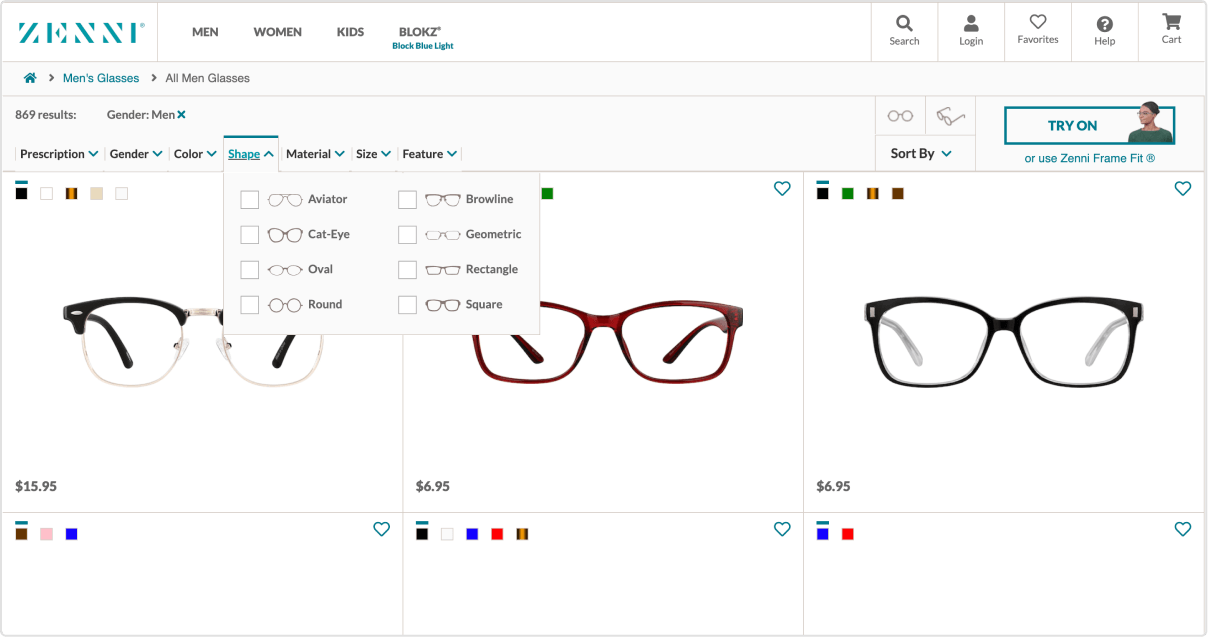 ZENNI®
MEN
WOMEN
KIDS
BLOKZ®
Block Blue Light
Search
Login
Favorites
Help
Cart
Men's Glasses
All Men Glasses
869 results:
Gender: Men
Prescription
Gender
Color
Shape
Material
Size
Feature
Sort By
TRY ON
or use Zenni Frame Fit ®
Aviator
Browline
Cat-Eye
Geometric
Oval
Rectangle
Round
Square
$15.95
$6.95
$6.95